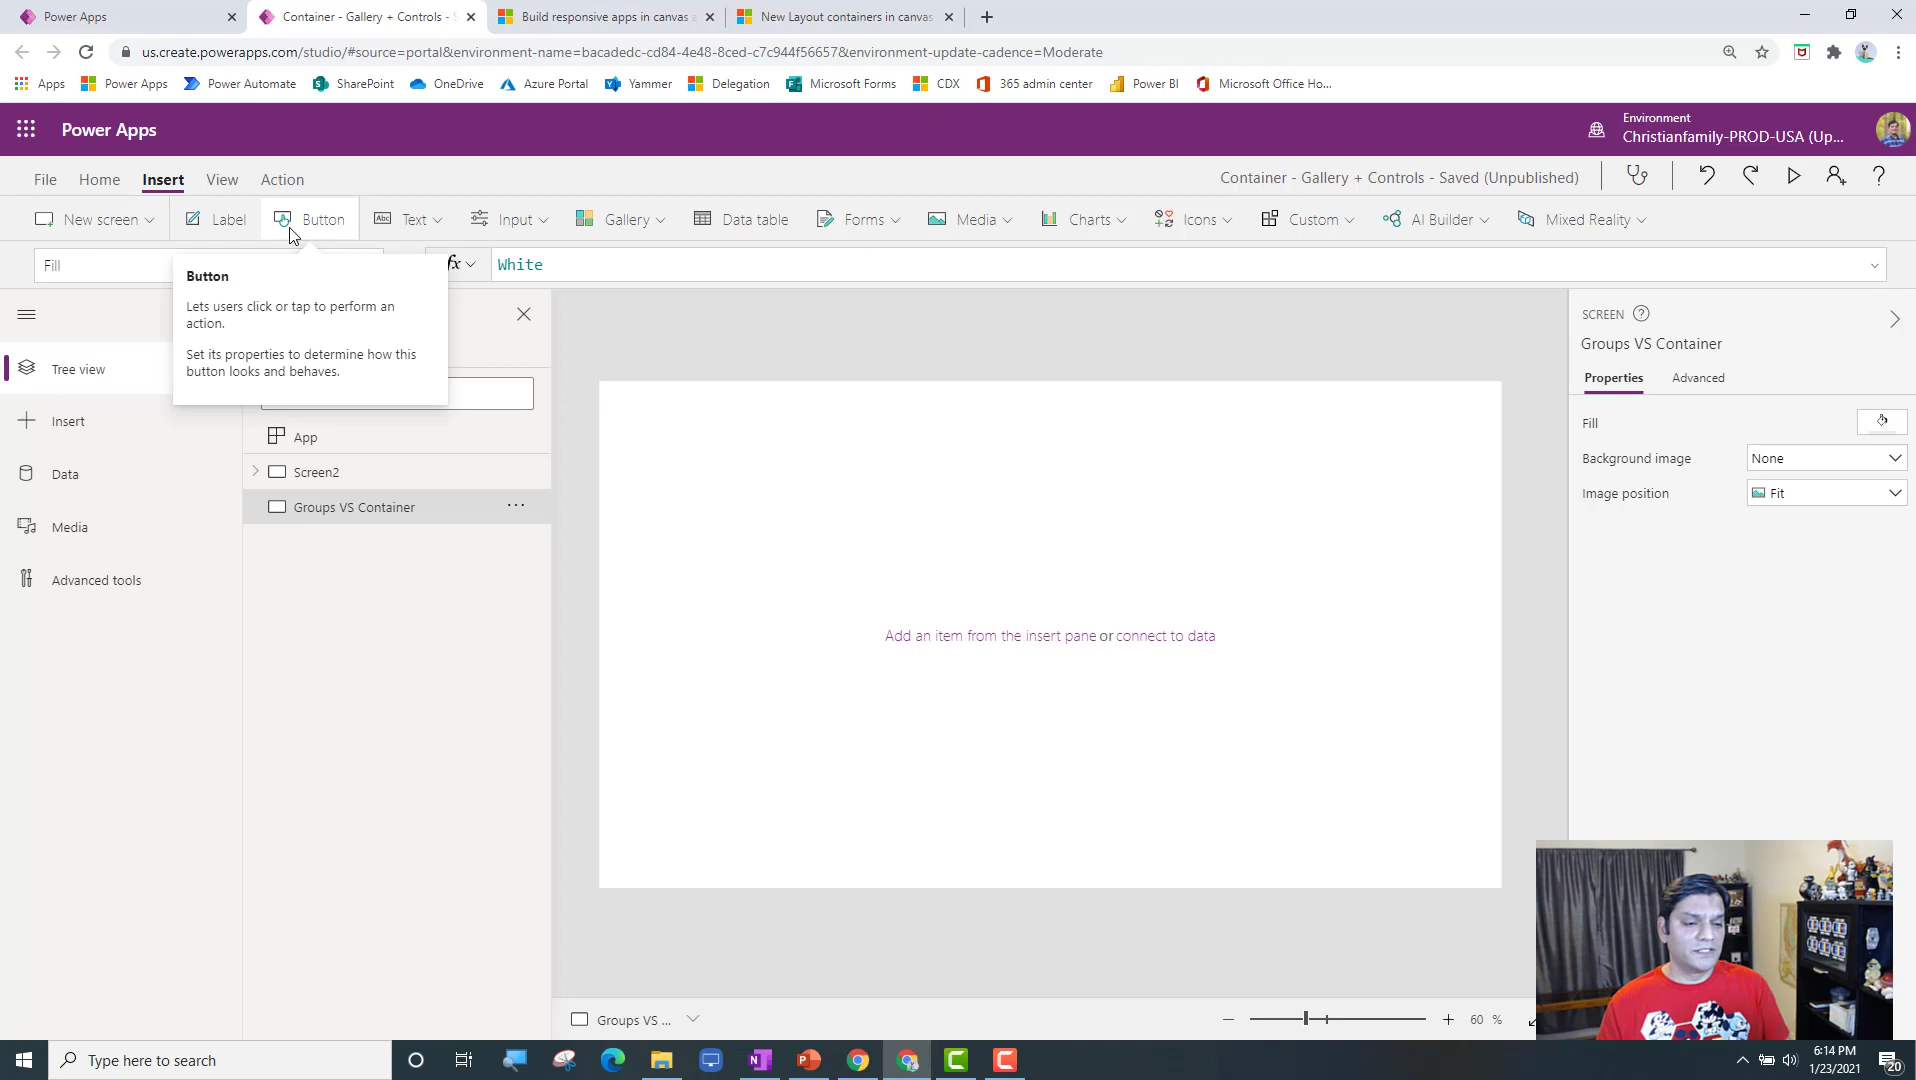 Power Apps
Container - Gallery + Controls - S
Build responsive apps in canvas a
New Layout containers in canvas
us.create.powerapps.com/studio/#source=portal&environment-name=bacadedc-cd84-4e48-8ced-c7c944f56657&environment-update-cadence=Moderate
Apps
Power Apps
Power Automate
SharePoint
OneDrive
Azure Portal
Yammer
Delegation
Microsoft Forms
CDX
365 admin center
Power BI
Microsoft Office Ho...
Power Apps
Environment
Christianfamily-PROD-USA (Up...
File
Home
Insert
View
Action
Container - Gallery + Controls - Saved (Unpublished)
New screen
Label
Button
Abc
Text
Input
Gallery
Data table
Forms
Media
Charts
Icons
Custom
AI Builder
Mixed Reality
Fill
fx
White
Button
Lets users click or tap to perform an
action.
Set its properties to determine how this
button looks and behaves.
Tree view
Insert
Data
Media
Advanced tools
App
Screen2
Groups VS Container
...
Add an item from the insert pane or connect to data
SCREEN
Groups VS Container
Properties
Advanced
Fill
Background image
None
Image position
Fit
Groups VS ...
60 %
Type here to search
6:14 PM
1/23/2021
20